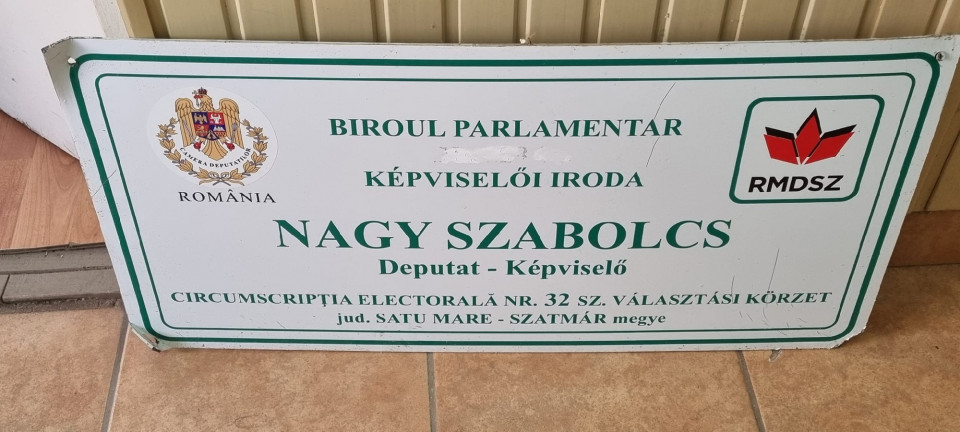 CAMERA DEPUTAȚILOR
ROMÂNIA
BIROUL PARLAMENTAR
KÉPVISELŐI IRODA
RMDSZ
NAGY SZABOLCS
Deputat - Képviselő
CIRCUMSCRIPȚIA ELECTORALĂ NR. 32 SZ. VÁLASZTÁSI KÖRZET
jud. SATU MARE - SZATMÁR megye